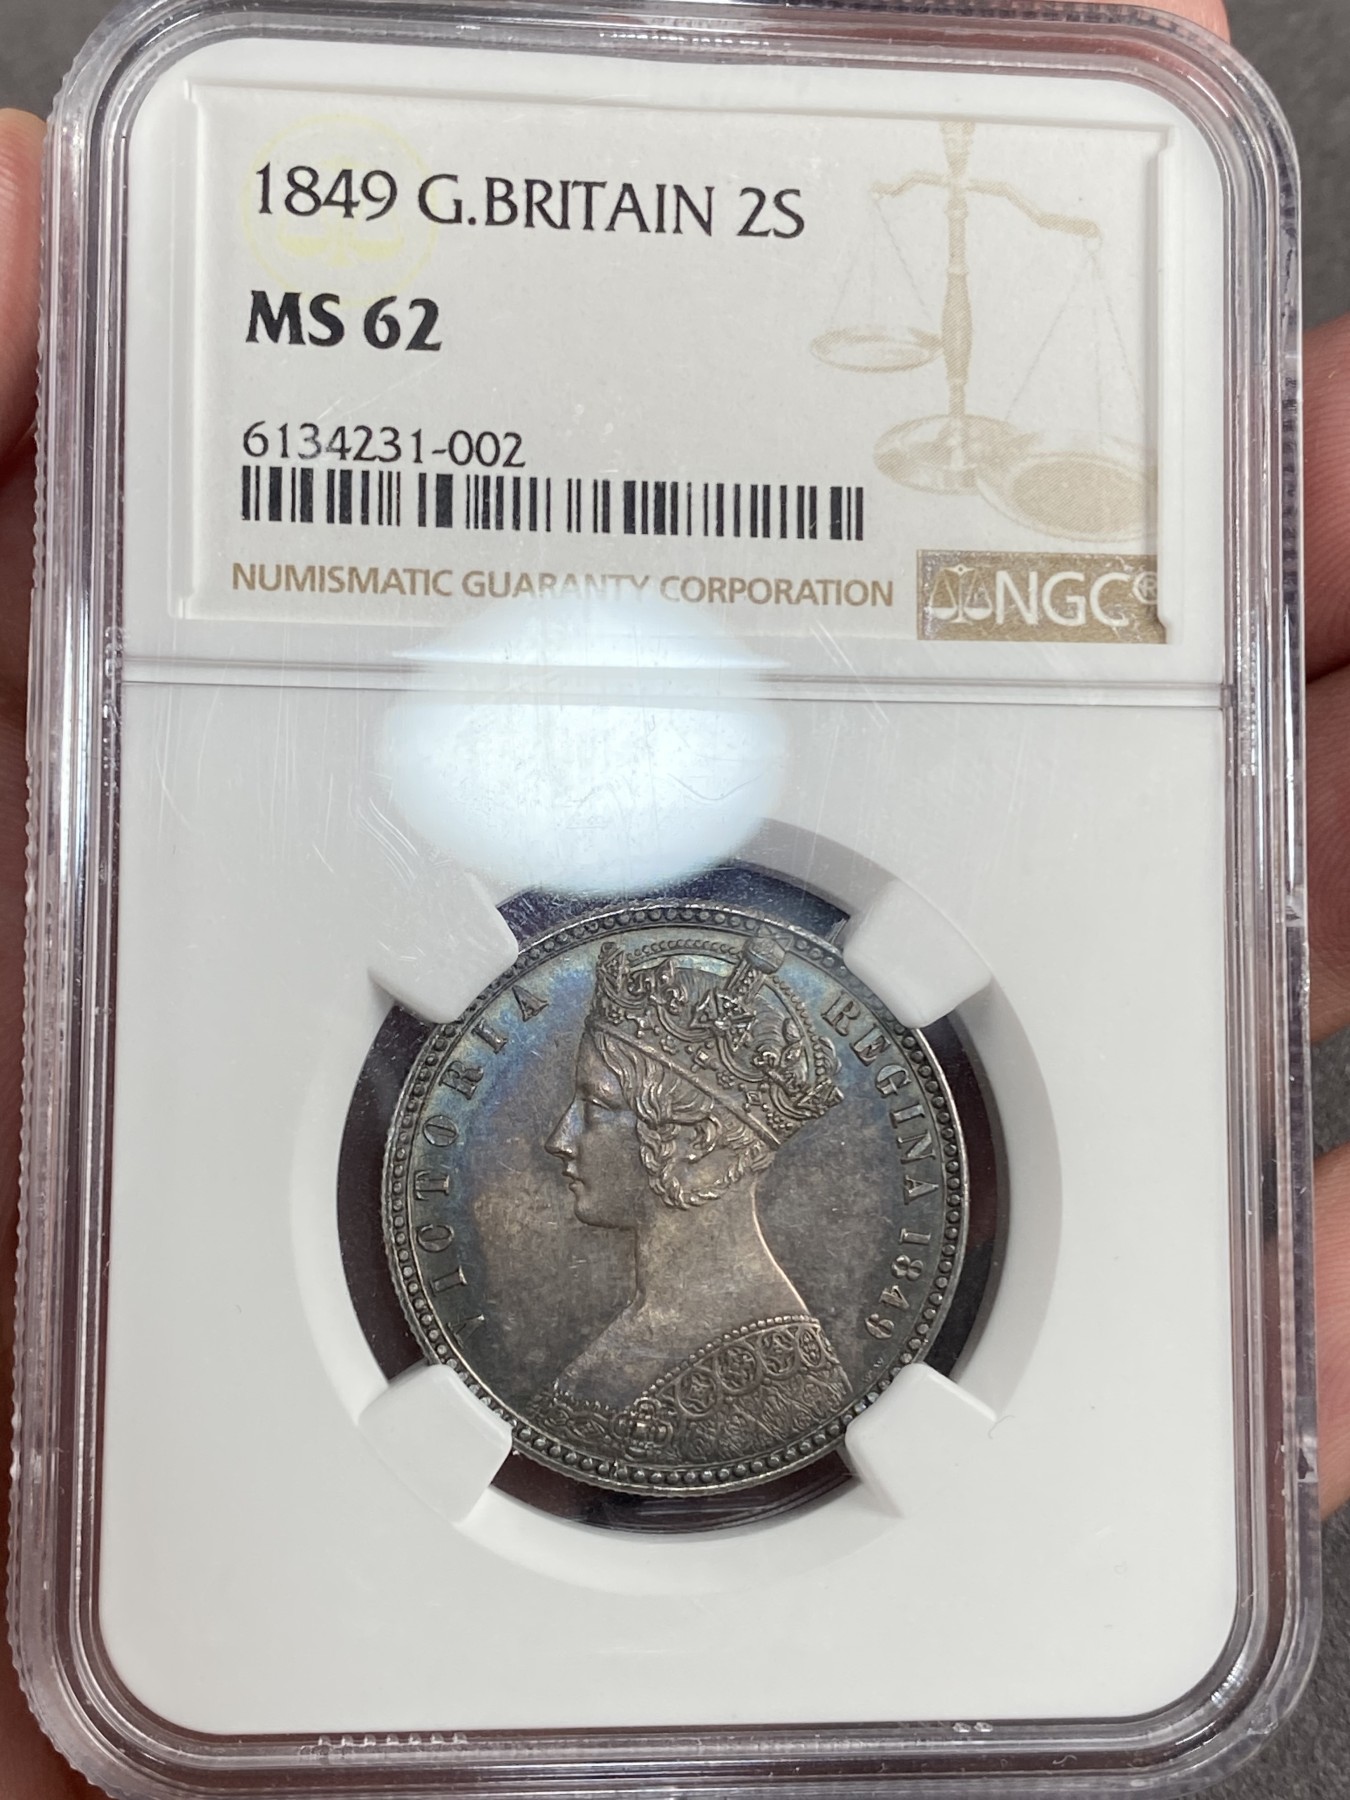 1849 G.BRITAIN 2S
MS 62
6134231-002
NUMISMATIC GUARANTY CORPORATION
NGC®
VICTORIA REGINA 1849